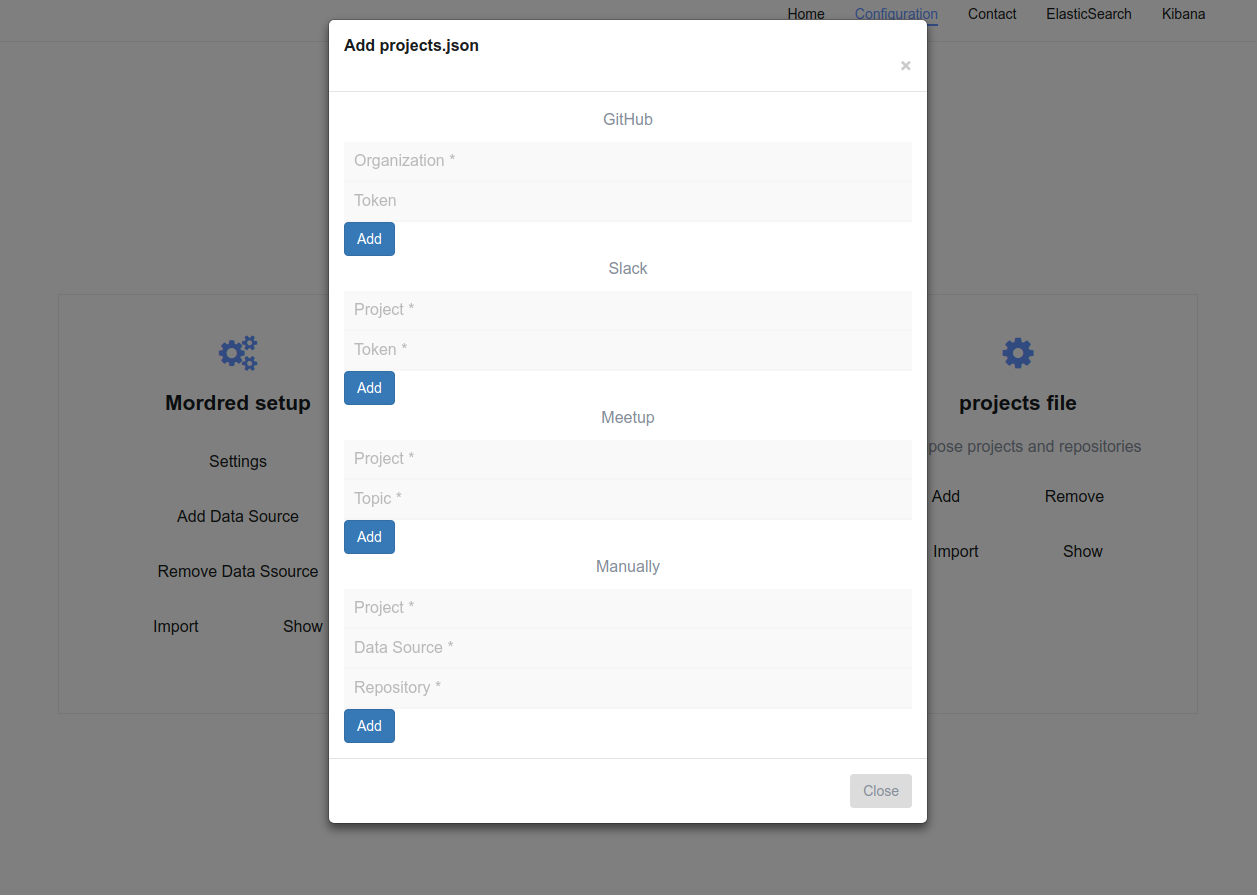 Home Configuration Contact ElasticSearch Kibana
Add projects.json
×
GitHub
Organization *
Token
Add
Slack
Project *
Token *
Add
Meetup
Project *
Topic *
Add
Manually
Project *
Data Source *
Repository *
Add
Close
Mordred setup
Settings
Add Data Source
Remove Data Ssource
Import Show
projects file
pose projects and repositories
Add Remove
Import Show